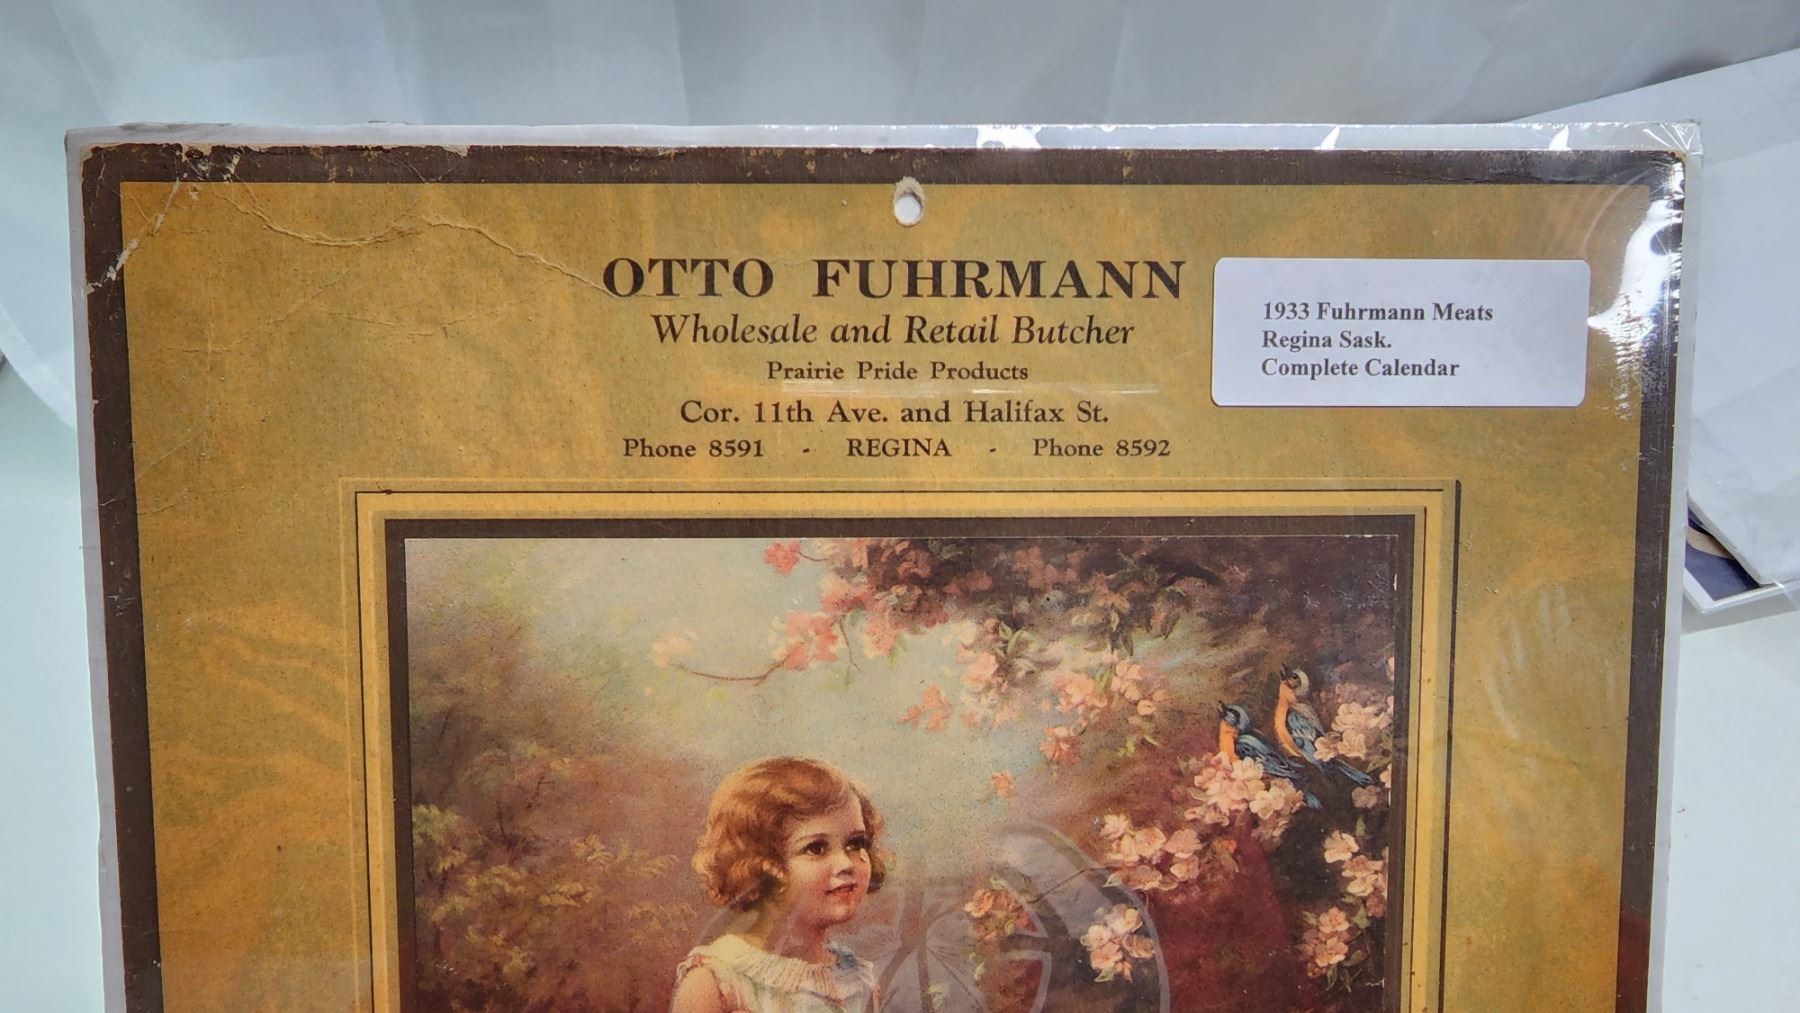 OTTO FUHRMANN
Wholesale and Retail Butcher
Prairie Pride Products
Cor. 11th Ave. and Halifax St.
Phone 8591 - REGINA - Phone 8592
1933 Fuhrmann Meats
Regina Sask.
Complete Calendar